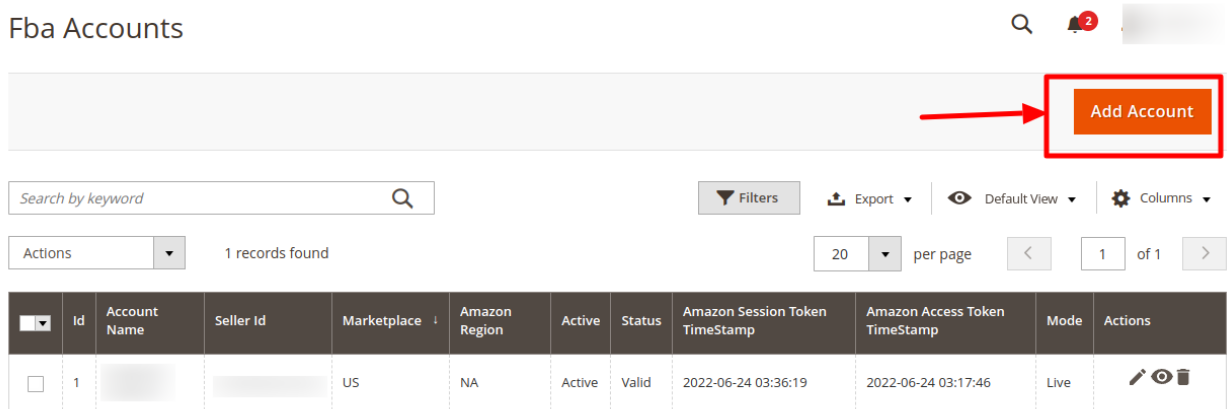 Fba Accounts
2
Add Account
Search by keyword
Filters
Export
Default View
Columns
Actions
1 records found
20
per page
1
of 1
Id
Account Name
Seller Id
Marketplace ↓
Amazon Region
Active
Status
Amazon Session Token TimeStamp
Amazon Access Token TimeStamp
Mode
Actions
1
US
NA
Active
Valid
2022-06-24 03:36:19
2022-06-24 03:17:46
Live